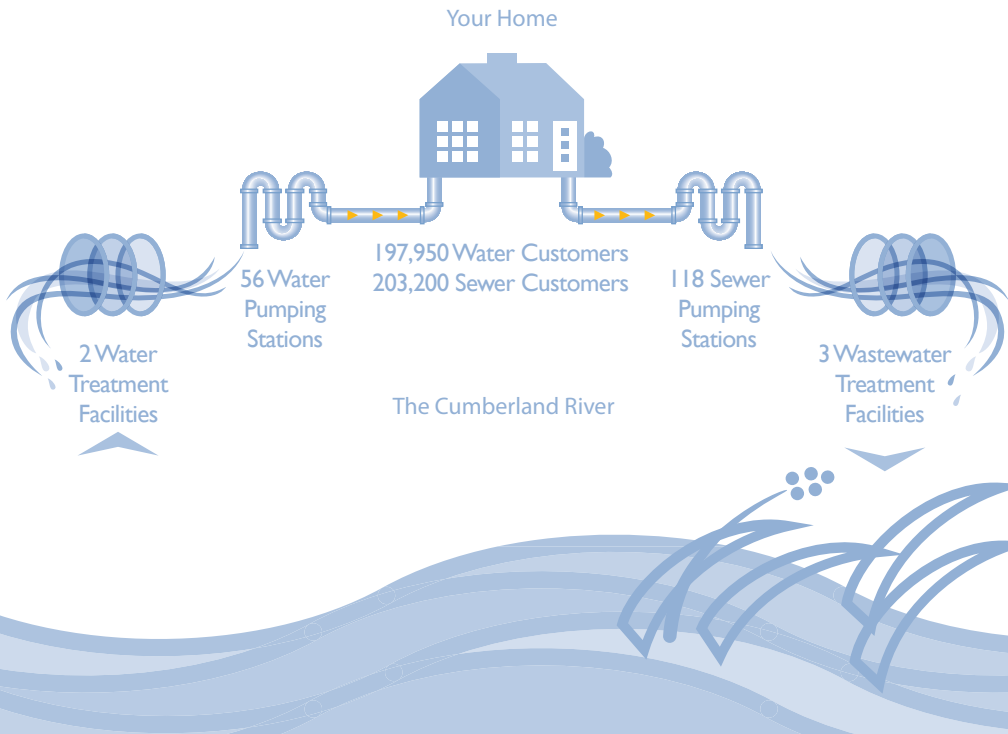 Your Home
197,950 Water Customers
203,200 Sewer Customers
56 Water
Pumping
Stations
118 Sewer
Pumping
Stations
2 Water
Treatment
Facilities
3 Wastewater
Treatment
Facilities
The Cumberland River